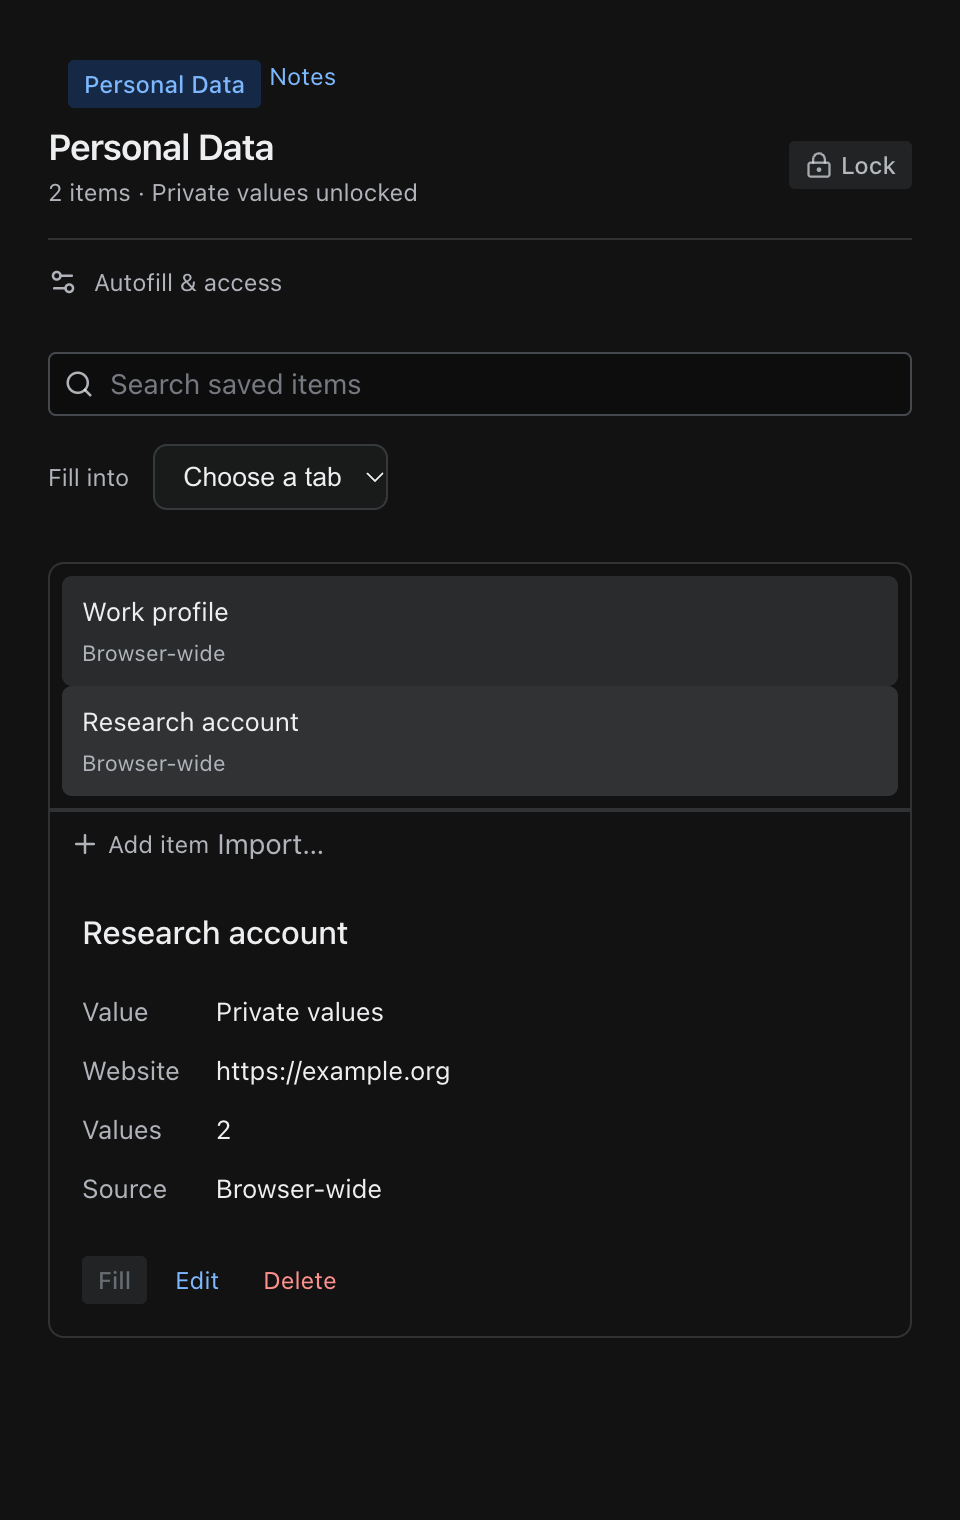 Personal Data Notes
Personal Data
2 items · Private values unlocked
Lock
Autofill & access
Search saved items
Fill into Choose a tab
Work profile
Browser-wide
Research account
Browser-wide
Add item Import...
Research account
Value Private values
Website https://example.org
Values 2
Source Browser-wide
Fill Edit Delete